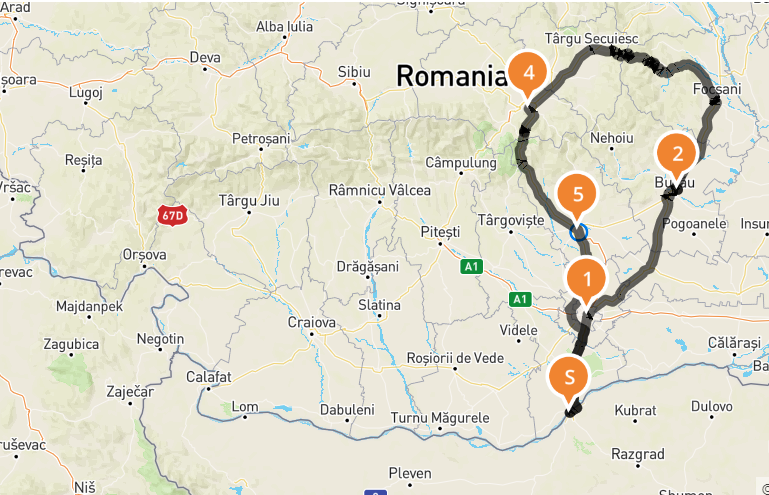 Arad
Sighișoara
Alba Iulia
Târgu Secuiesc
Deva
Sibiu
Romania
4
șoara
Lugoj
Focșani
Petroșani
Nehoiu
2
Reșița
Câmpulung
Buzău
Vršac
Târgu Jiu
Râmnicu Vâlcea
5
67D
Târgoviște
Pogoanele
Pitești
Insur
Orșova
revac
Drăgășani
A1
1
Majdanpek
Slatina
A1
Craiova
Videle
Negotin
Zagubica
Roșiorii de Vede
Călărași
Calafat
S
Zaječar
Lom
Dabuleni
Turnu Măgurele
Kubrat
Dulovo
ruševac
Razgrad
Pleven
Niš
Shumen
©